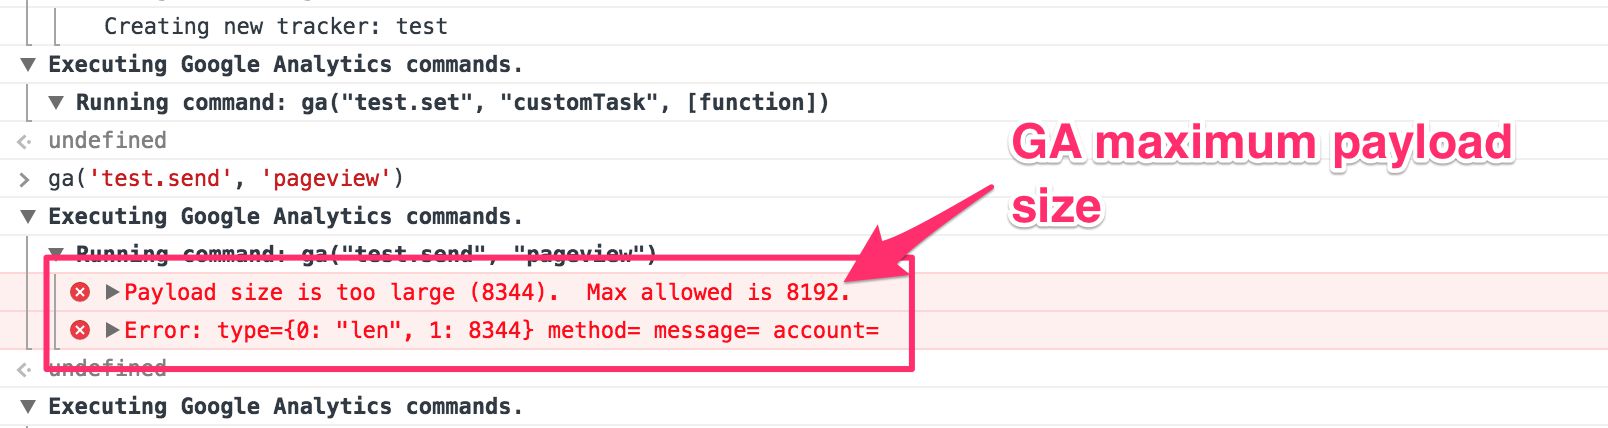 Creating new tracker: test
Executing Google Analytics commands.
Running command: ga("test.set", "customTask", [function])
undefined
ga('test.send', 'pageview')
Executing Google Analytics commands.
Running command: ga("test.send", "pageview")
Payload size is too large (8344).  Max allowed is 8192.
Error: type={0: "len", 1: 8344} method= message= account=
undefined
Executing Google Analytics commands.
GA maximum payload
size